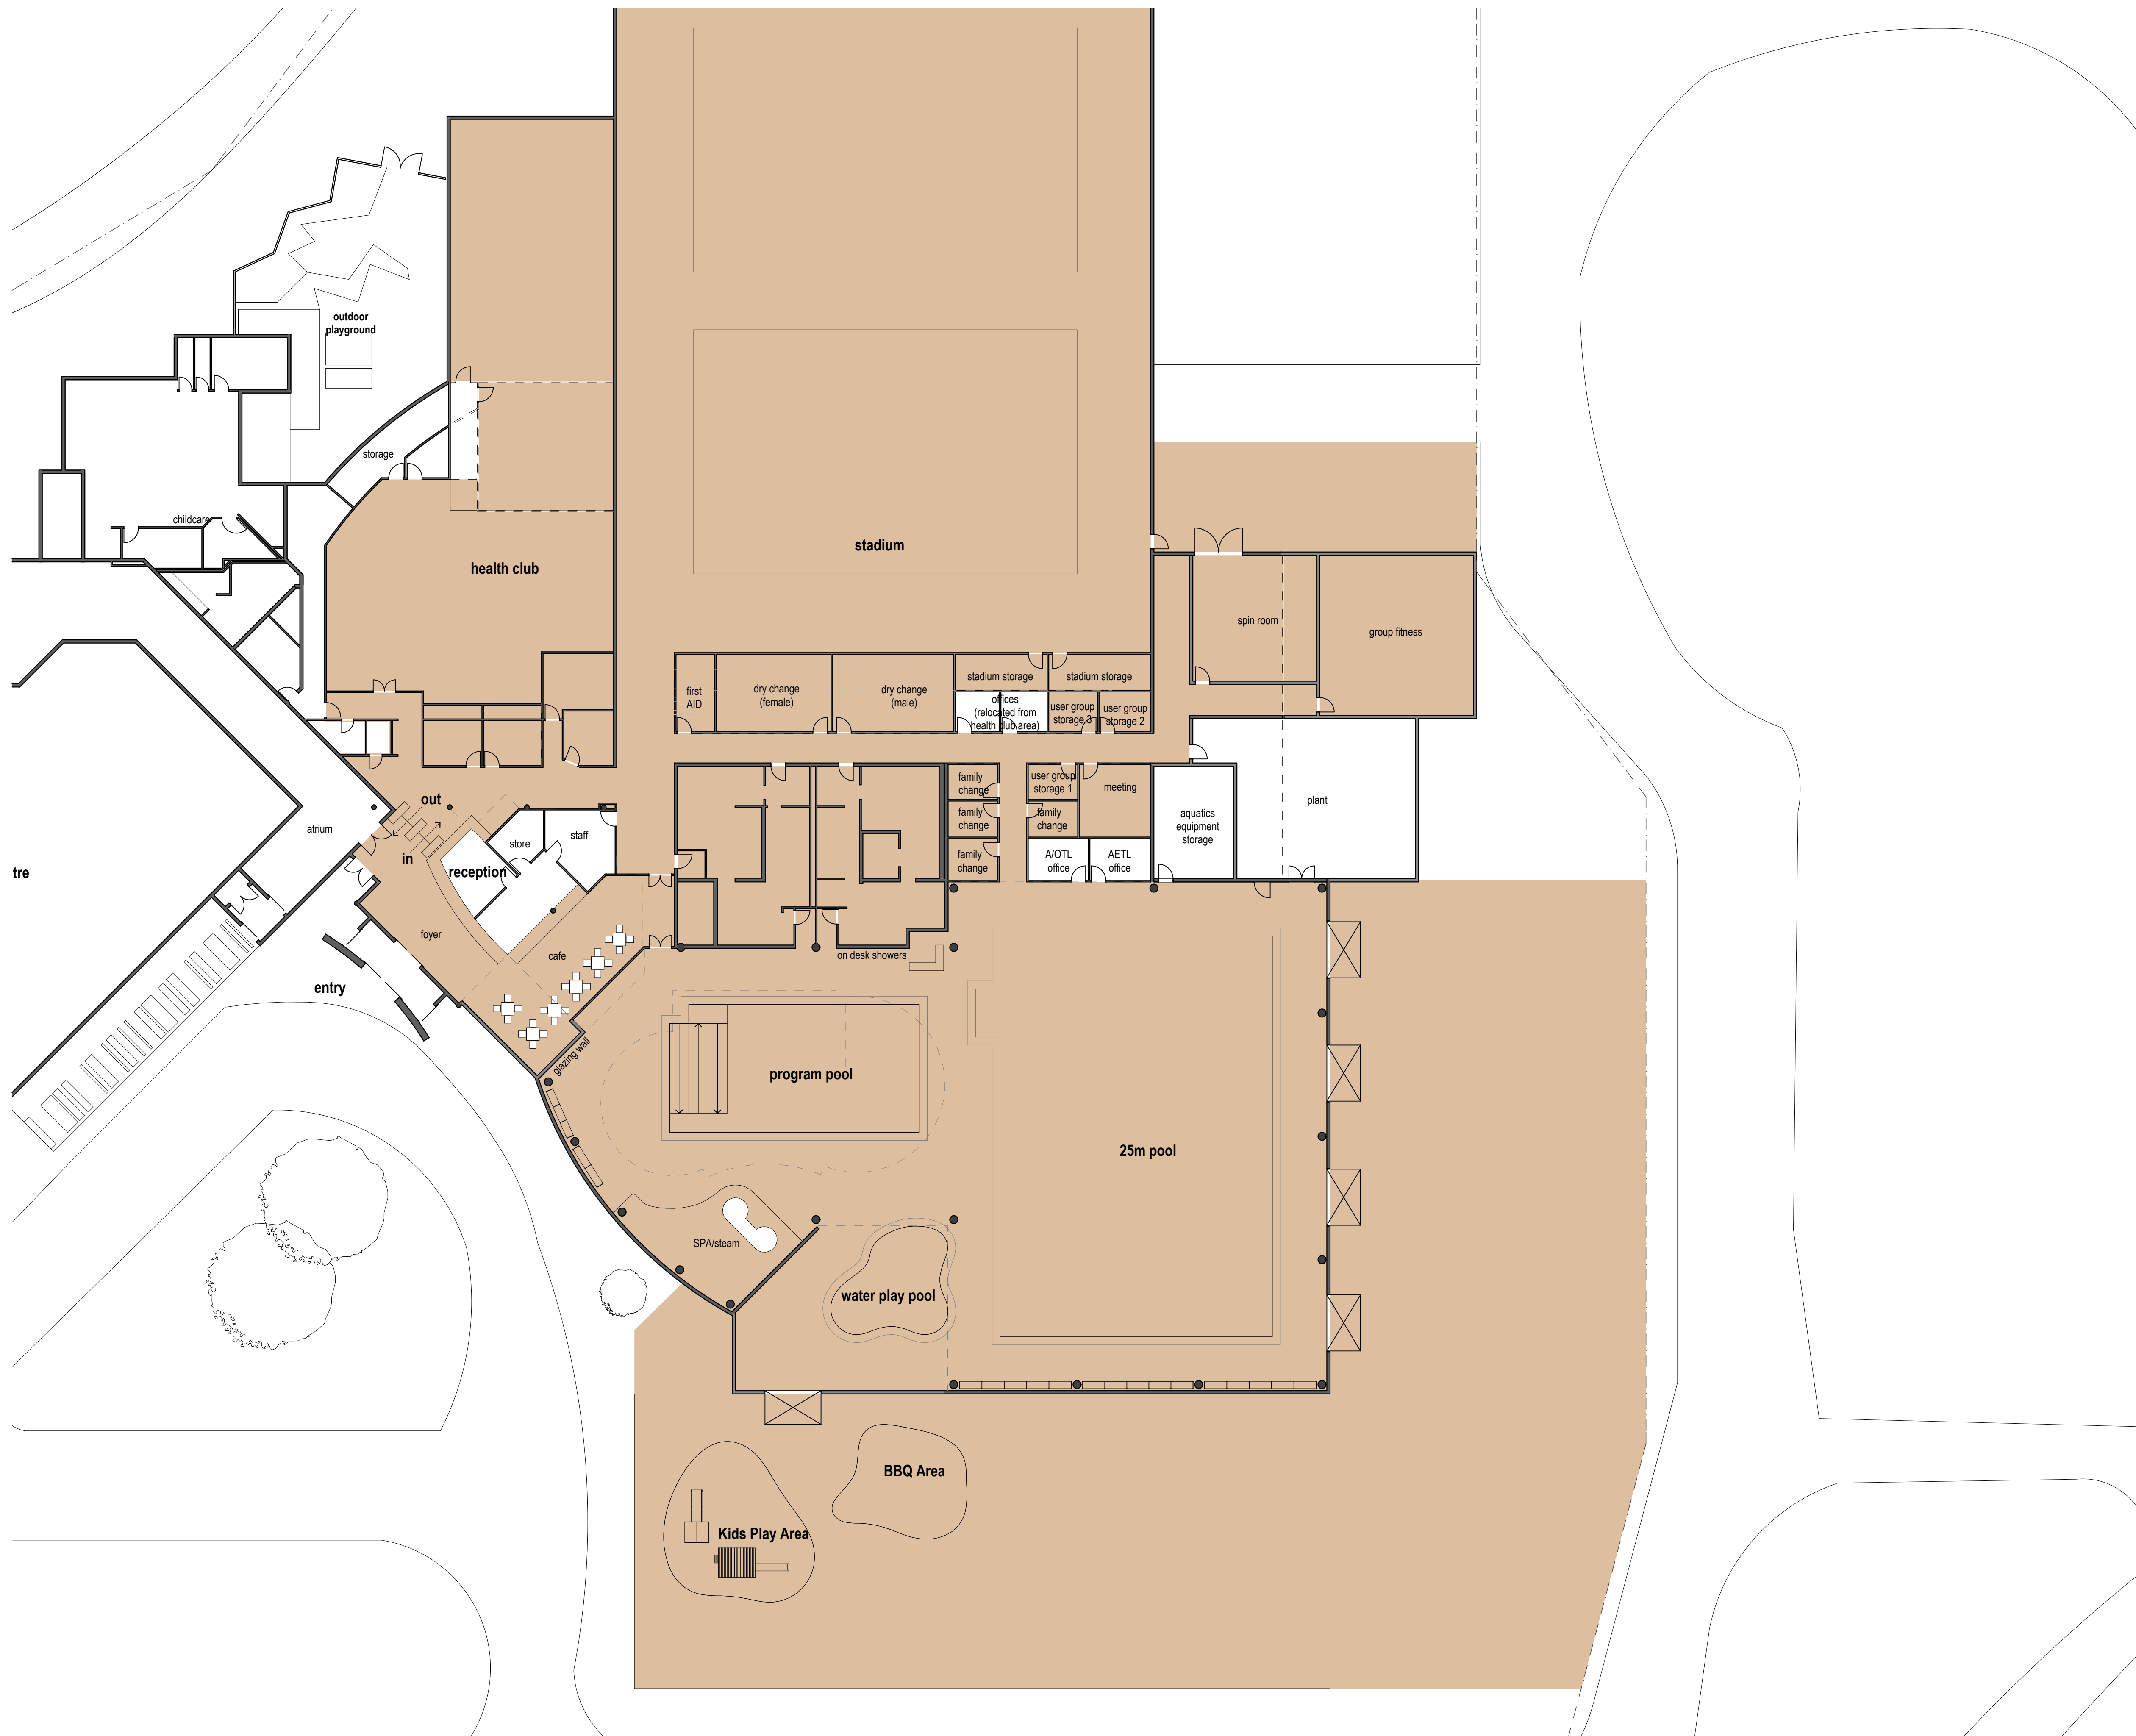 outdoor
playground
storage
childcare
health club
stadium
spin room
group fitness
first
AID
dry change
(female)
dry change
(male)
stadium storage
stadium storage
offices
(relocated from
health club area)
user group
storage 3
user group
storage 2
family
change
family
change
family
change
user group
storage 1
family
change
meeting
A/OTL
office
AETL
office
aquatics
equipment
storage
plant
out
in
atrium
store
staff
reception
tre
foyer
cafe
entry
on desk showers
glazing wall
program pool
25m pool
SPA/steam
water play pool
BBQ Area
Kids Play Area